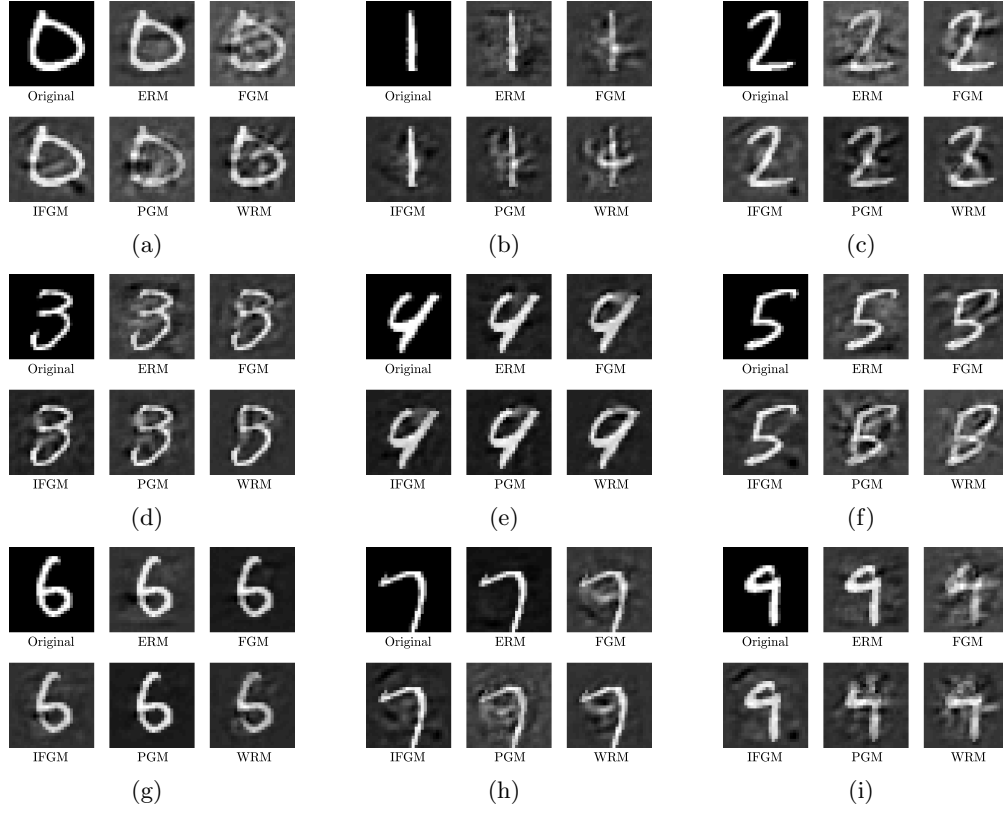 Original ERM FGM
IFGM PGM WRM
(a)
Original ERM FGM
IFGM PGM WRM
(b)
Original ERM FGM
IFGM PGM WRM
(c)
Original ERM FGM
IFGM PGM WRM
(d)
Original ERM FGM
IFGM PGM WRM
(e)
Original ERM FGM
IFGM PGM WRM
(f)
Original ERM FGM
IFGM PGM WRM
(g)
Original ERM FGM
IFGM PGM WRM
(h)
Original ERM FGM
IFGM PGM WRM
(i)